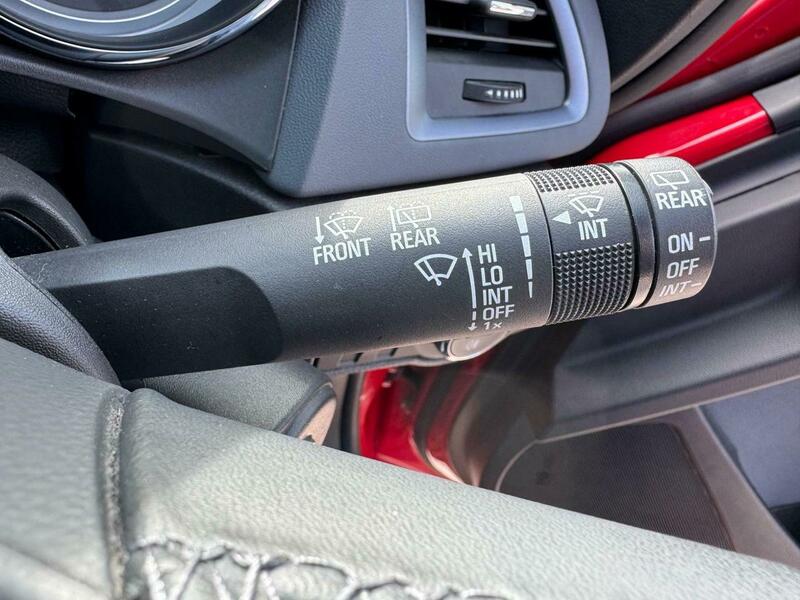 FRONT
REAR
HI
LO
INT
OFF
1x
INT
REAR
ON
OFF
INT